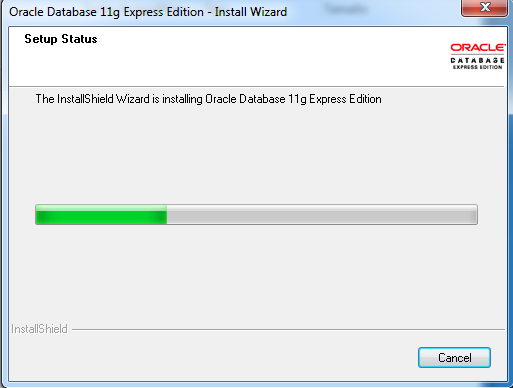 Oracle Database 11g Express Edition - Install Wizard
Setup Status
ORACLE
DATABASE
EXPRESS EDITION
The InstallShield Wizard is installing Oracle Database 11g Express Edition
InstallShield
Cancel